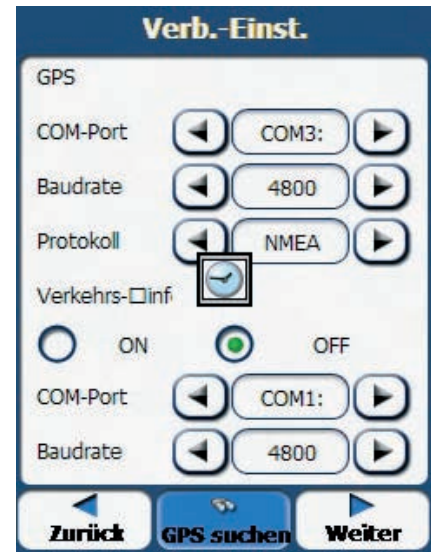 Verb.-Einst.
GPS
COM-Port COM3:
Baudrate 4800
Protokoll NMEA
Verkehrs-□inf
ON OFF
COM-Port COM1:
Baudrate 4800
Zurück GPS suchen Weiter